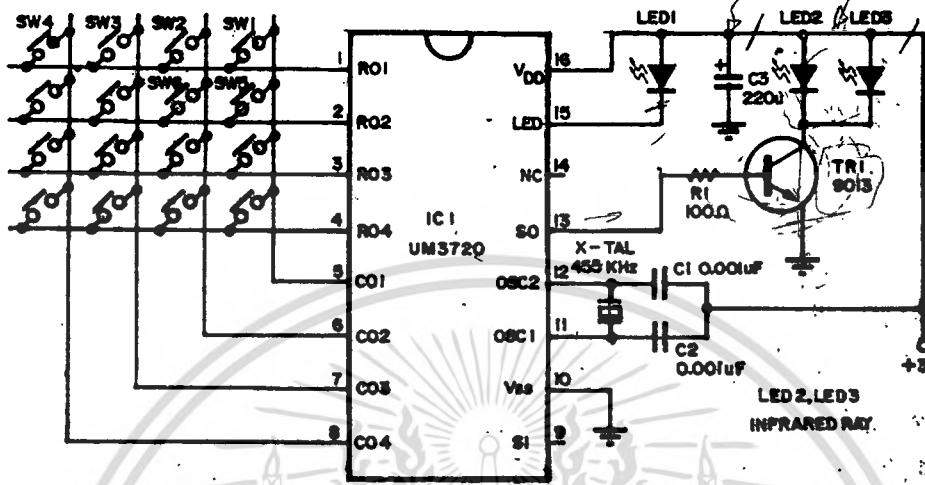 SW4 SW3 SW2 SW1
SW6 SW5
1 RO1
2 RO2
3 RO3
4 RO4
5 CO1
6 CO2
7 CO3
8 CO4
IC1
UM3720
VDD 16
LED 15
NC 14
SO 13
OSC2 12
OSC1 11
VSS 10
SI 9
LED1
LED2
LED3
+
C3
220u
R1
100Ω
TR1
9013
X-TAL
455 KHz
C1 0.001uF
C2
0.001uF
LED2,LED3
INFRARED RAY